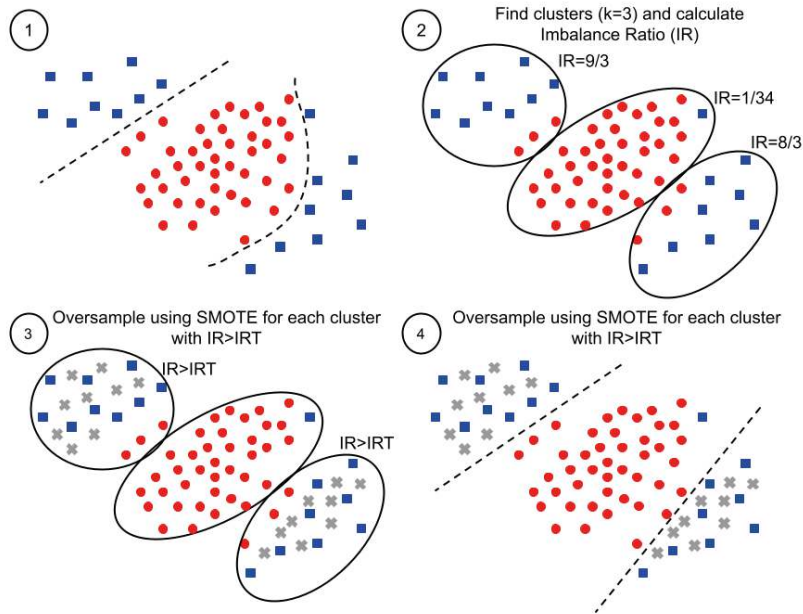 1
2
Find clusters (k=3) and calculate
Imbalance Ratio (IR)
IR=9/3
IR=1/34
IR=8/3
3
Oversample using SMOTE for each cluster
with IR>IRT
IR>IRT
IR>IRT
4
Oversample using SMOTE for each cluster
with IR>IRT